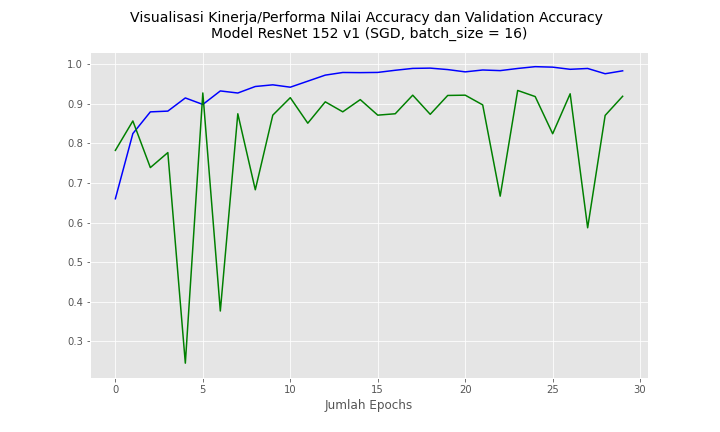 Visualisasi Kinerja/Performa Nilai Accuracy dan Validation Accuracy
Model ResNet 152 v1 (SGD, batch_size = 16)
1.0
0.9
0.8
0.7
0.6
0.5
0.4
0.3
0 5 10 15 20 25 30
Jumlah Epochs